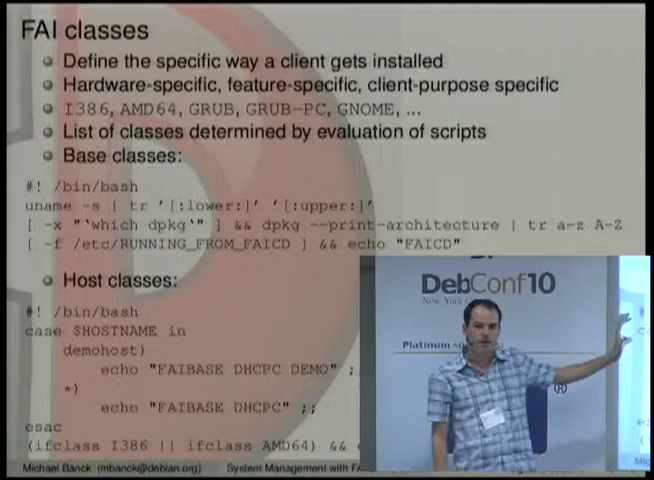 FAI classes
Define the specific way a client gets installed
Hardware-specific, feature-specific, client-purpose specific
I386, AMD64, GRUB, GRUB-PC, GNOME, ...
List of classes determined by evaluation of scripts
Base classes:
#! /bin/bash
uname -s | tr '[:lower:]' '[:upper:]'
[ -x "`which dpkg`" ] && dpkg --print-architecture | tr a-z A-Z
[ -f /etc/RUNNING_FROM_FAICD ] && echo "FAICD"
Host classes:
#! /bin/bash
case $HOSTNAME in
demohost)
echo "FAIBASE DHCPC DEMO" ;
*)
echo "FAIBASE DHCPC" ;;
esac
(ifclass I386 || ifclass AMD64) &&
Michael Banck (mbanck@debian.org) System Management with
DebConf10
New York
Platinum